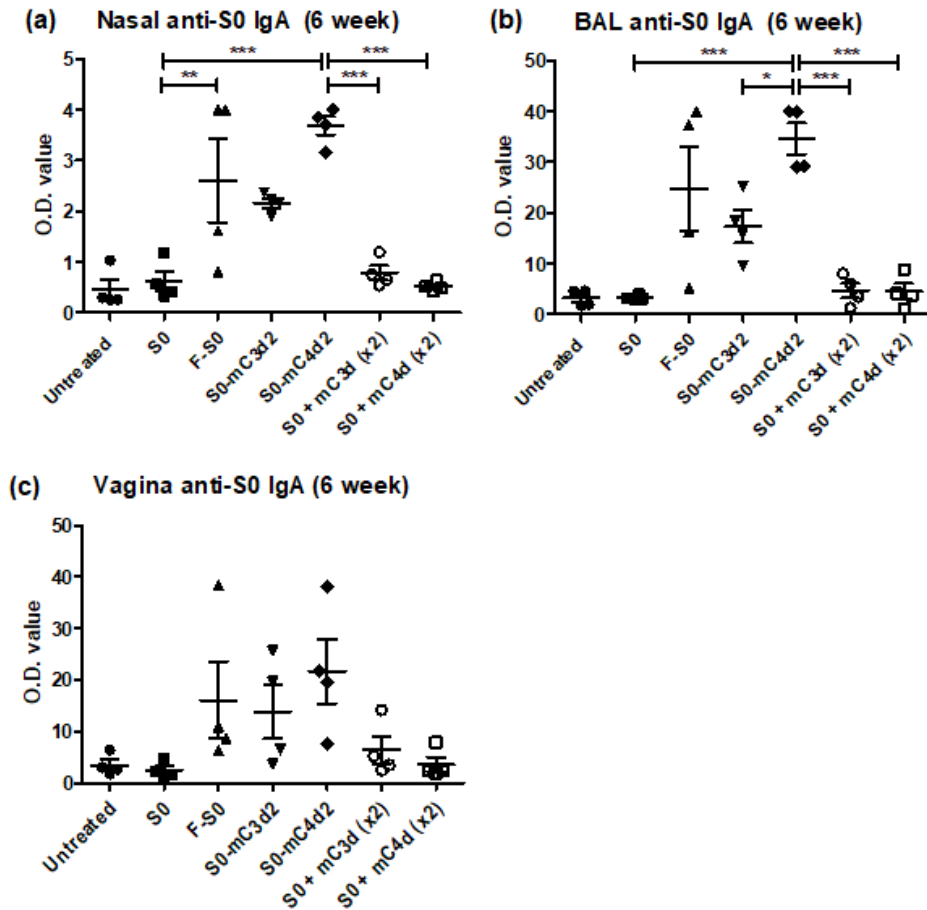 (a) Nasal anti-S0 IgA (6 week)
***
***
**
***
O.D. value
5
4
3
2
1
0
Untreated
S0
F-S0
S0-mC3d2
S0-mC4d2
S0 + mC3d (x2)
S0 + mC4d (x2)
(b) BAL anti-S0 IgA (6 week)
***
***
*
***
O.D. value
50
40
30
20
10
0
Untreated
S0
F-S0
S0-mC3d2
S0-mC4d2
S0 + mC3d (x2)
S0 + mC4d (x2)
(c) Vagina anti-S0 IgA (6 week)
O.D. value
50
40
30
20
10
0
Untreated
S0
F-S0
S0-mC3d2
S0-mC4d2
S0 + mC3d (x2)
S0 + mC4d (x2)